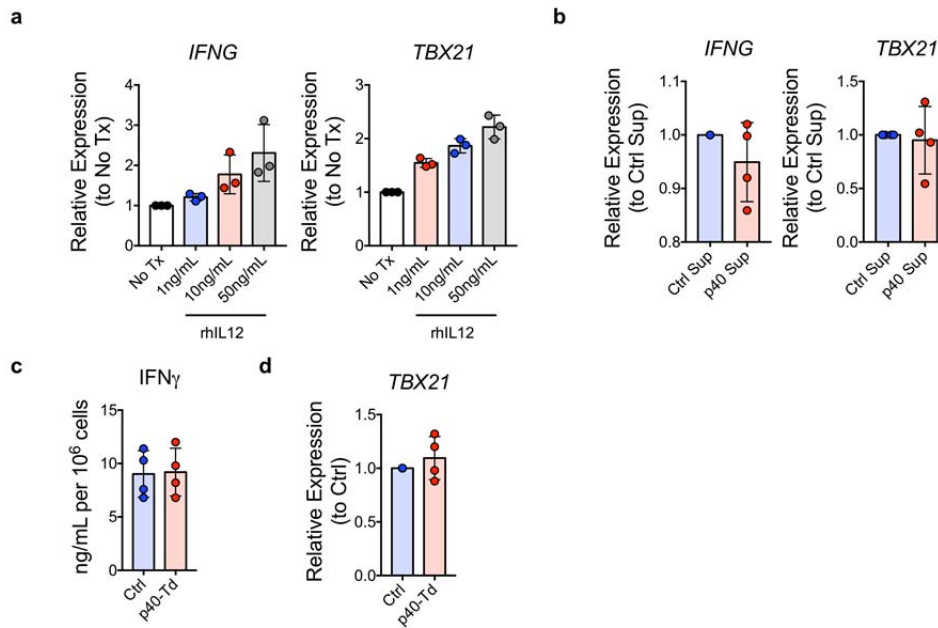 a
IFNG
Relative Expression
(to No Tx)
4
3
2
1
0
No Tx
1ng/mL
10ng/mL
50ng/mL
rhIL12
TBX21
Relative Expression
(to No Tx)
3
2
1
0
No Tx
1ng/mL
10ng/mL
50ng/mL
rhIL12
b
IFNG
Relative Expression
(to Ctrl Sup)
1.1
1.0
0.9
0.8
Ctrl Sup
p40 Sup
TBX21
Relative Expression
(to Ctrl Sup)
1.5
1.0
0.5
0.0
Ctrl Sup
p40 Sup
c
IFNγ
ng/mL per 10⁶ cells
15
10
5
0
Ctrl
p40-Td
d
TBX21
Relative Expression
(to Ctrl)
1.5
1.0
0.5
0.0
Ctrl
p40-Td